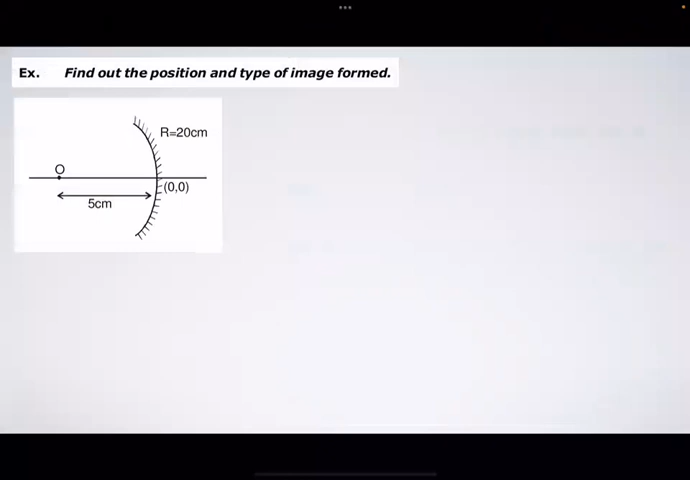 Ex. Find out the position and type of image formed.
R=20cm
O
(0,0)
5cm